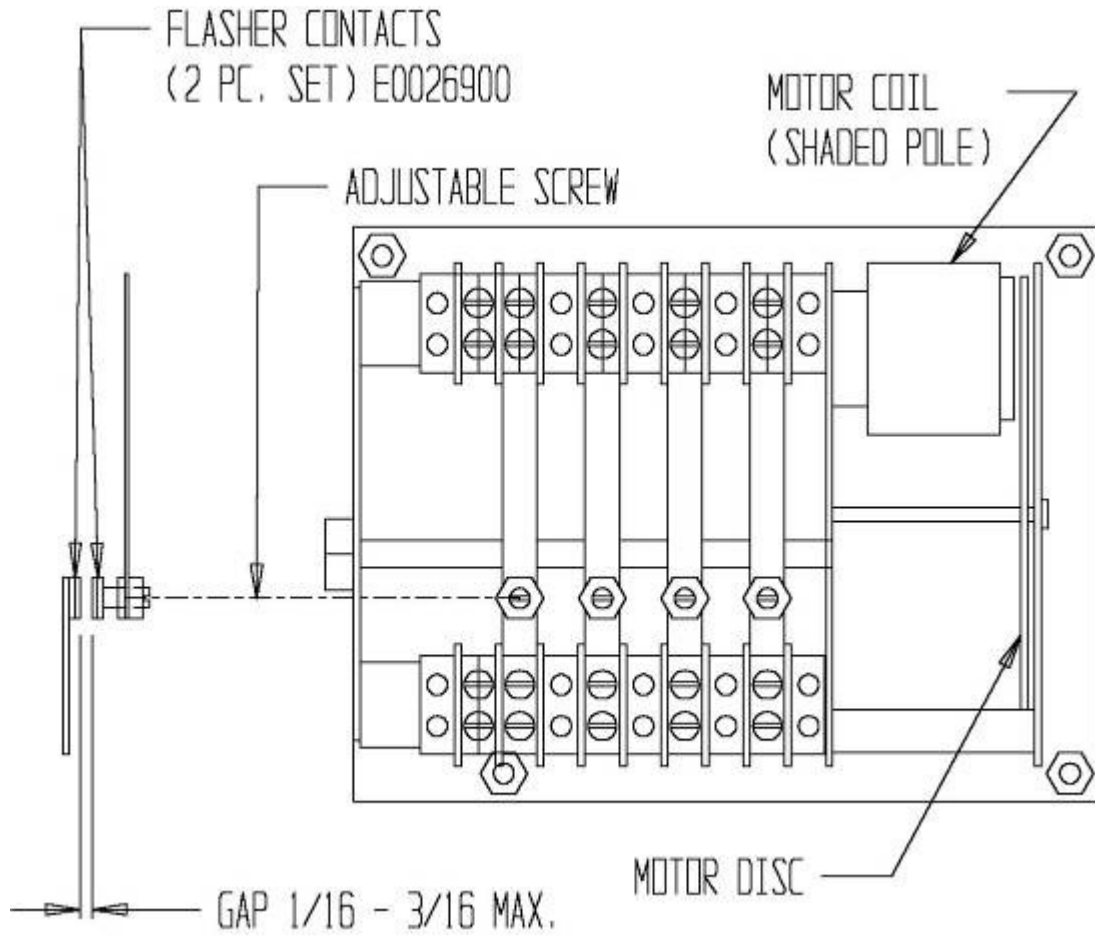 FLASHER CONTACTS
(2 PC. SET) E0026900
MOTOR COIL
(SHADED POLE)
ADJUSTABLE SCREW
MOTOR DISC
GAP 1/16 - 3/16 MAX.